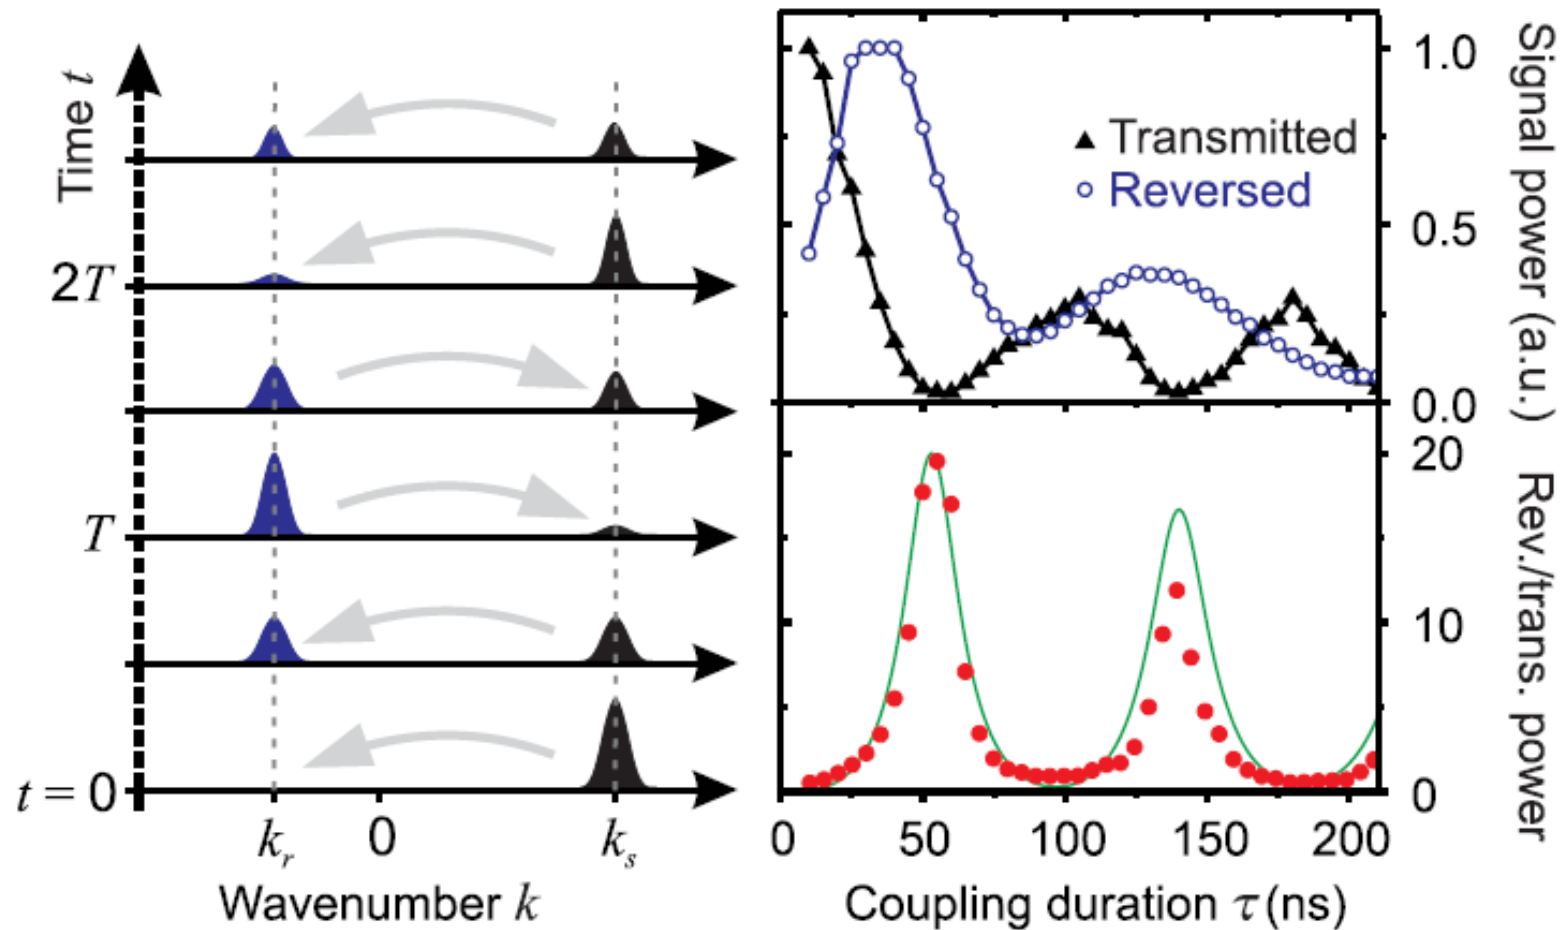 Time t
2T
T
t = 0
k_r
0
k_s
Wavenumber k
Transmitted
Reversed
1.0
0.5
0.0
Signal power (a.u.)
20
10
0
Rev./trans. power
0
50
100
150
200
Coupling duration τ (ns)